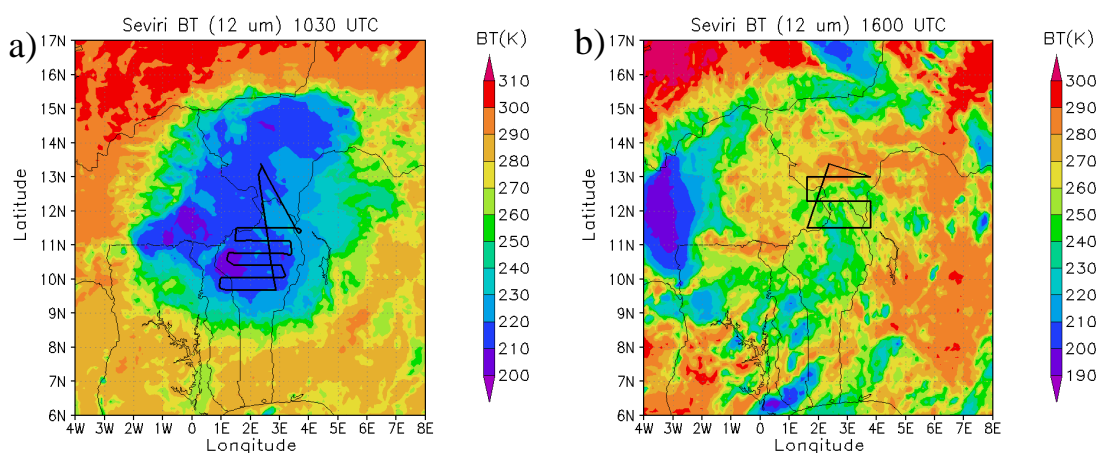 a)
Seviri BT (12 um) 1030 UTC
BT(K)
17N
16N
15N
14N
13N
12N
11N
10N
9N
8N
7N
6N
Latitude
4W 3W 2W 1W 0 1E 2E 3E 4E 5E 6E 7E 8E
Longitude
310
300
290
280
270
260
250
240
230
220
210
200
b)
Seviri BT (12 um) 1600 UTC
BT(K)
17N
16N
15N
14N
13N
12N
11N
10N
9N
8N
7N
6N
Latitude
4W 3W 2W 1W 0 1E 2E 3E 4E 5E 6E 7E 8E
Longitude
300
290
280
270
260
250
240
230
220
210
200
190